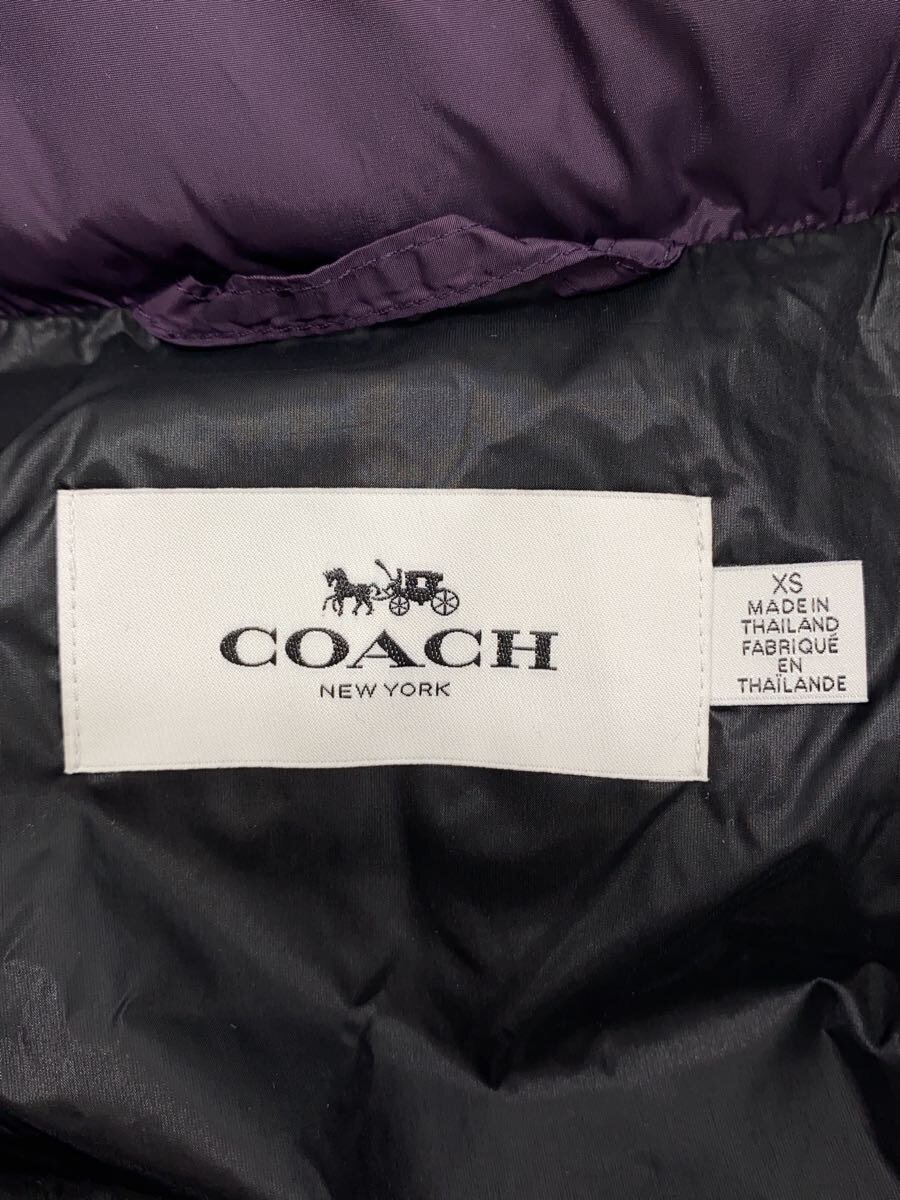 COACH
NEW YORK
XS
MADE IN
THAILAND
FABRIQUÉ
EN
THAÏLANDE